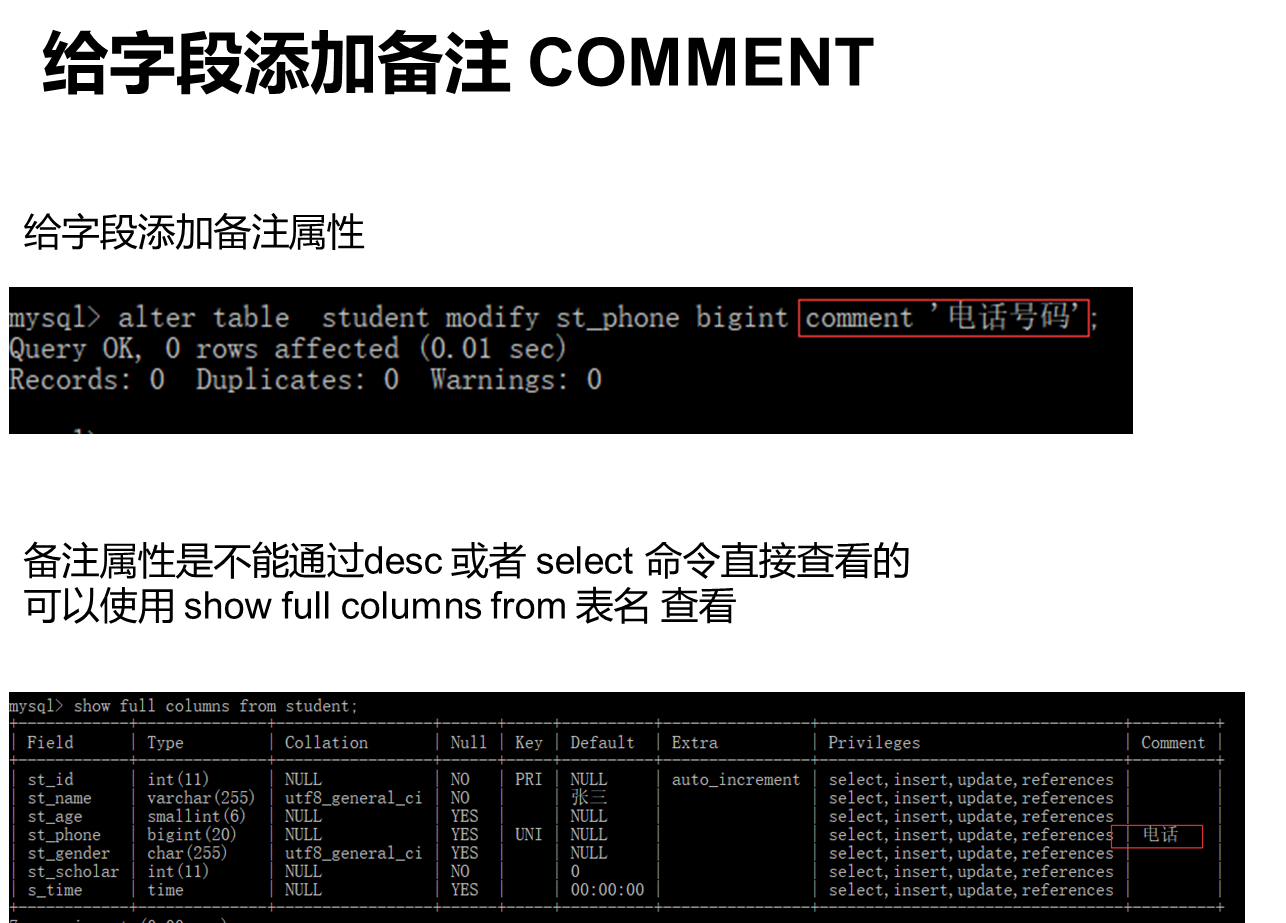 给字段添加备注 COMMENT
给字段添加备注属性
mysql> alter table  student modify st_phone bigint comment '电话号码';
Query OK, 0 rows affected (0.01 sec)
Records: 0  Duplicates: 0  Warnings: 0
备注属性是不能通过desc 或者 select 命令直接查看的
可以使用 show full columns from 表名 查看
mysql> show full columns from student;
| Field | Type | Collation | Null | Key | Default | Extra | Privileges | Comment |
| st_id | int(11) | NULL | NO | PRI | NULL | auto_increment | select,insert,update,references | |
| st_name | varchar(255) | utf8_general_ci | NO | | 张三 | | select,insert,update,references | |
| st_age | smallint(6) | NULL | YES | | NULL | | select,insert,update,references | |
| st_phone | bigint(20) | NULL | YES | UNI | NULL | | select,insert,update,references | 电话 |
| st_gender | char(255) | utf8_general_ci | YES | | NULL | | select,insert,update,references | |
| st_scholar | int(11) | NULL | NO | | 0 | | select,insert,update,references | |
| s_time | time | NULL | YES | | 00:00:00 | | select,insert,update,references | |